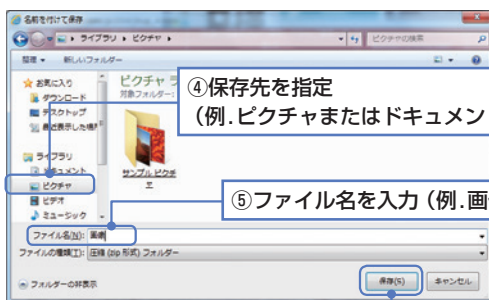 名前を付けて保存
ライブラリ ▸ ピクチャ ▸
ピクチャの検索
整理 ▾ 新しいフォルダー
お気に入り
ダウンロード
デスクトップ
最近表示した場所
ライブラリ
ドキュメント
ピクチャ
ビデオ
ミュージック
ピクチャ ラ
対象フォルダー:
サンプル ピクチャ
④保存先を指定
(例.ピクチャまたはドキュメン
⑤ファイル名を入力(例.画
ファイル名(N): 画像
ファイルの種類(T): 圧縮 (zip 形式) フォルダー
フォルダーの非表示
保存(S)
キャンセル